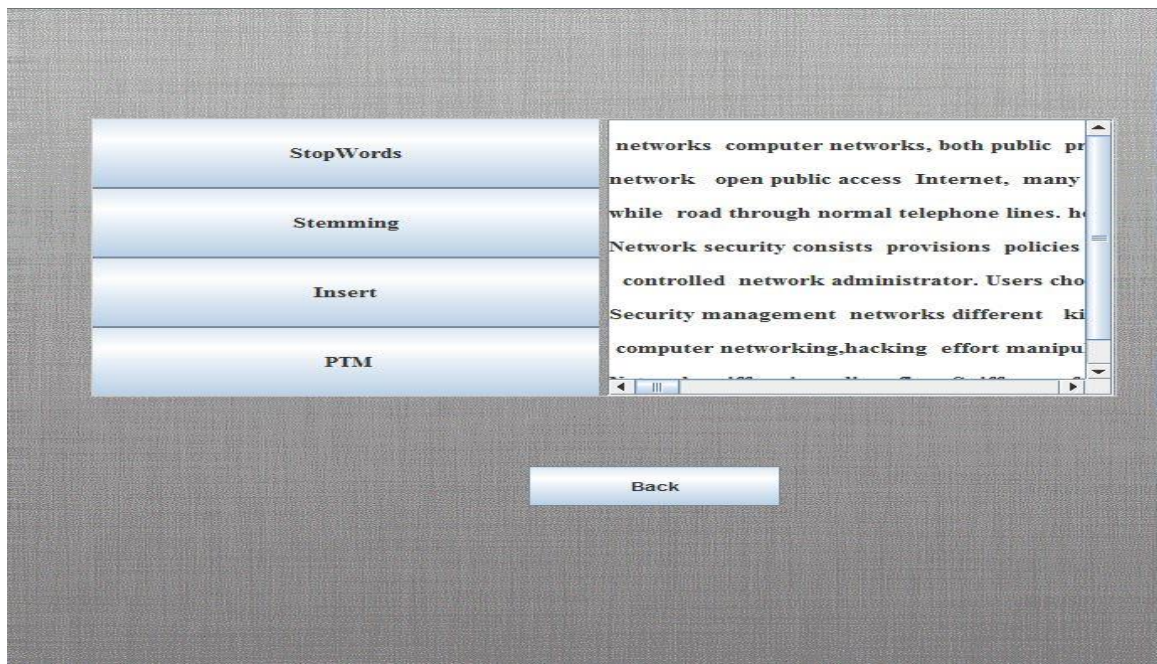 StopWords
Stemming
Insert
PTM
networks computer networks, both public pr
network open public access Internet, many
while road through normal telephone lines. h
Network security consists provisions policies
controlled network administrator. Users cho
Security management networks different ki
computer networking,hacking effort manipu
Back